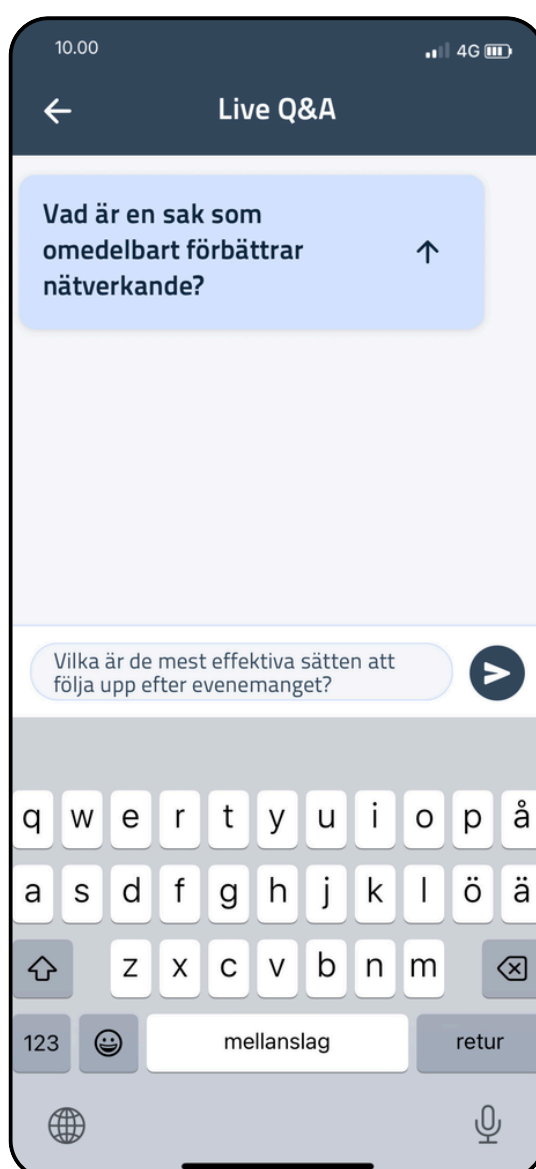 10.00 4G
Live Q&A
Vad är en sak som
omedelbart förbättrar
nätverkande?
Vilka är de mest effektiva sätten att
följa upp efter evenemanget?
q w e r t y u i o p å
a s d f g h j k l ö ä
z x c v b n m
123 mellanslag retur